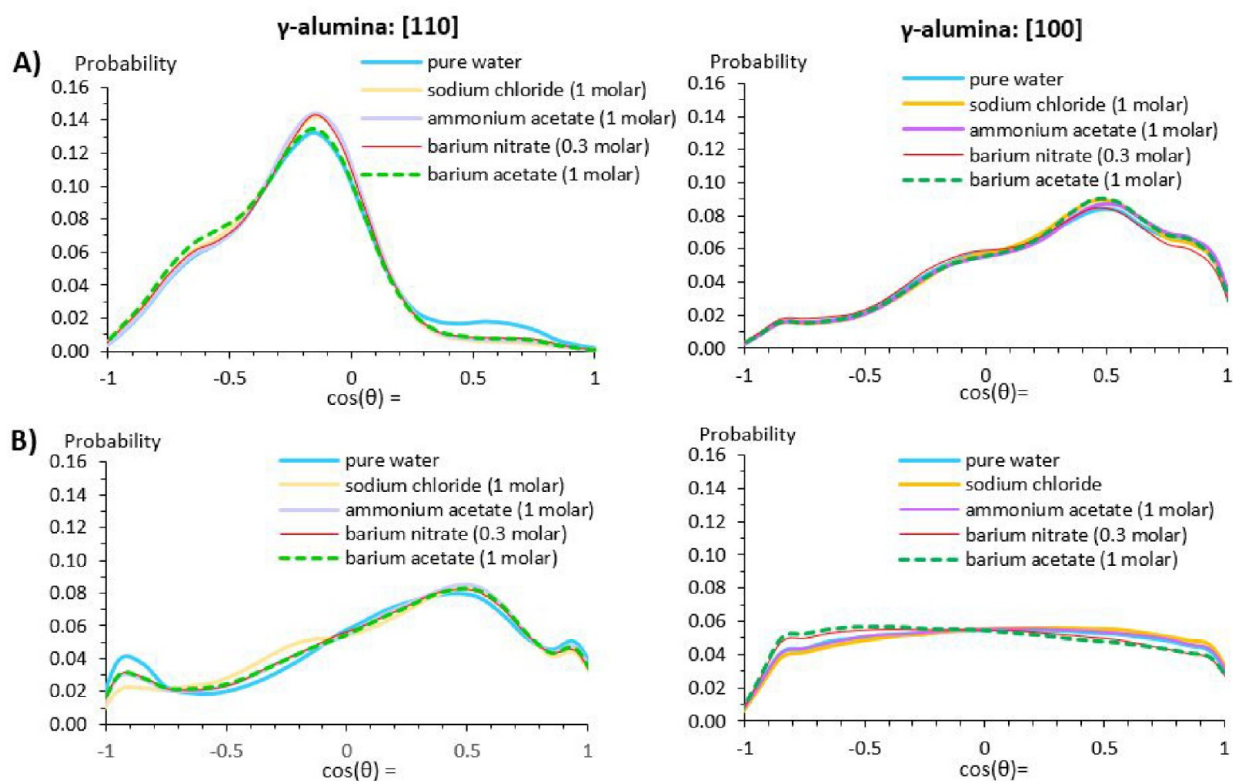 γ-alumina: [110]
γ-alumina: [100]
A)
Probability
pure water
sodium chloride (1 molar)
ammonium acetate (1 molar)
barium nitrate (0.3 molar)
barium acetate (1 molar)
0.16
0.14
0.12
0.10
0.08
0.06
0.04
0.02
0.00
-1
-0.5
0
0.5
1
cos(θ) =
Probability
pure water
sodium chloride (1 molar)
ammonium acetate (1 molar)
barium nitrate (0.3 molar)
barium acetate (1 molar)
0.16
0.14
0.12
0.10
0.08
0.06
0.04
0.02
0.00
-1
-0.5
0
0.5
1
cos(θ)=
B)
Probability
pure water
sodium chloride (1 molar)
ammonium acetate (1 molar)
barium nitrate (0.3 molar)
barium acetate (1 molar)
0.16
0.14
0.12
0.10
0.08
0.06
0.04
0.02
0.00
-1
-0.5
0
0.5
1
cos(θ) =
Probability
pure water
sodium chloride
ammonium acetate (1 molar)
barium nitrate (0.3 molar)
barium acetate (1 molar)
0.16
0.14
0.12
0.10
0.08
0.06
0.04
0.02
0.00
-1
-0.5
0
0.5
1
cos(θ)=